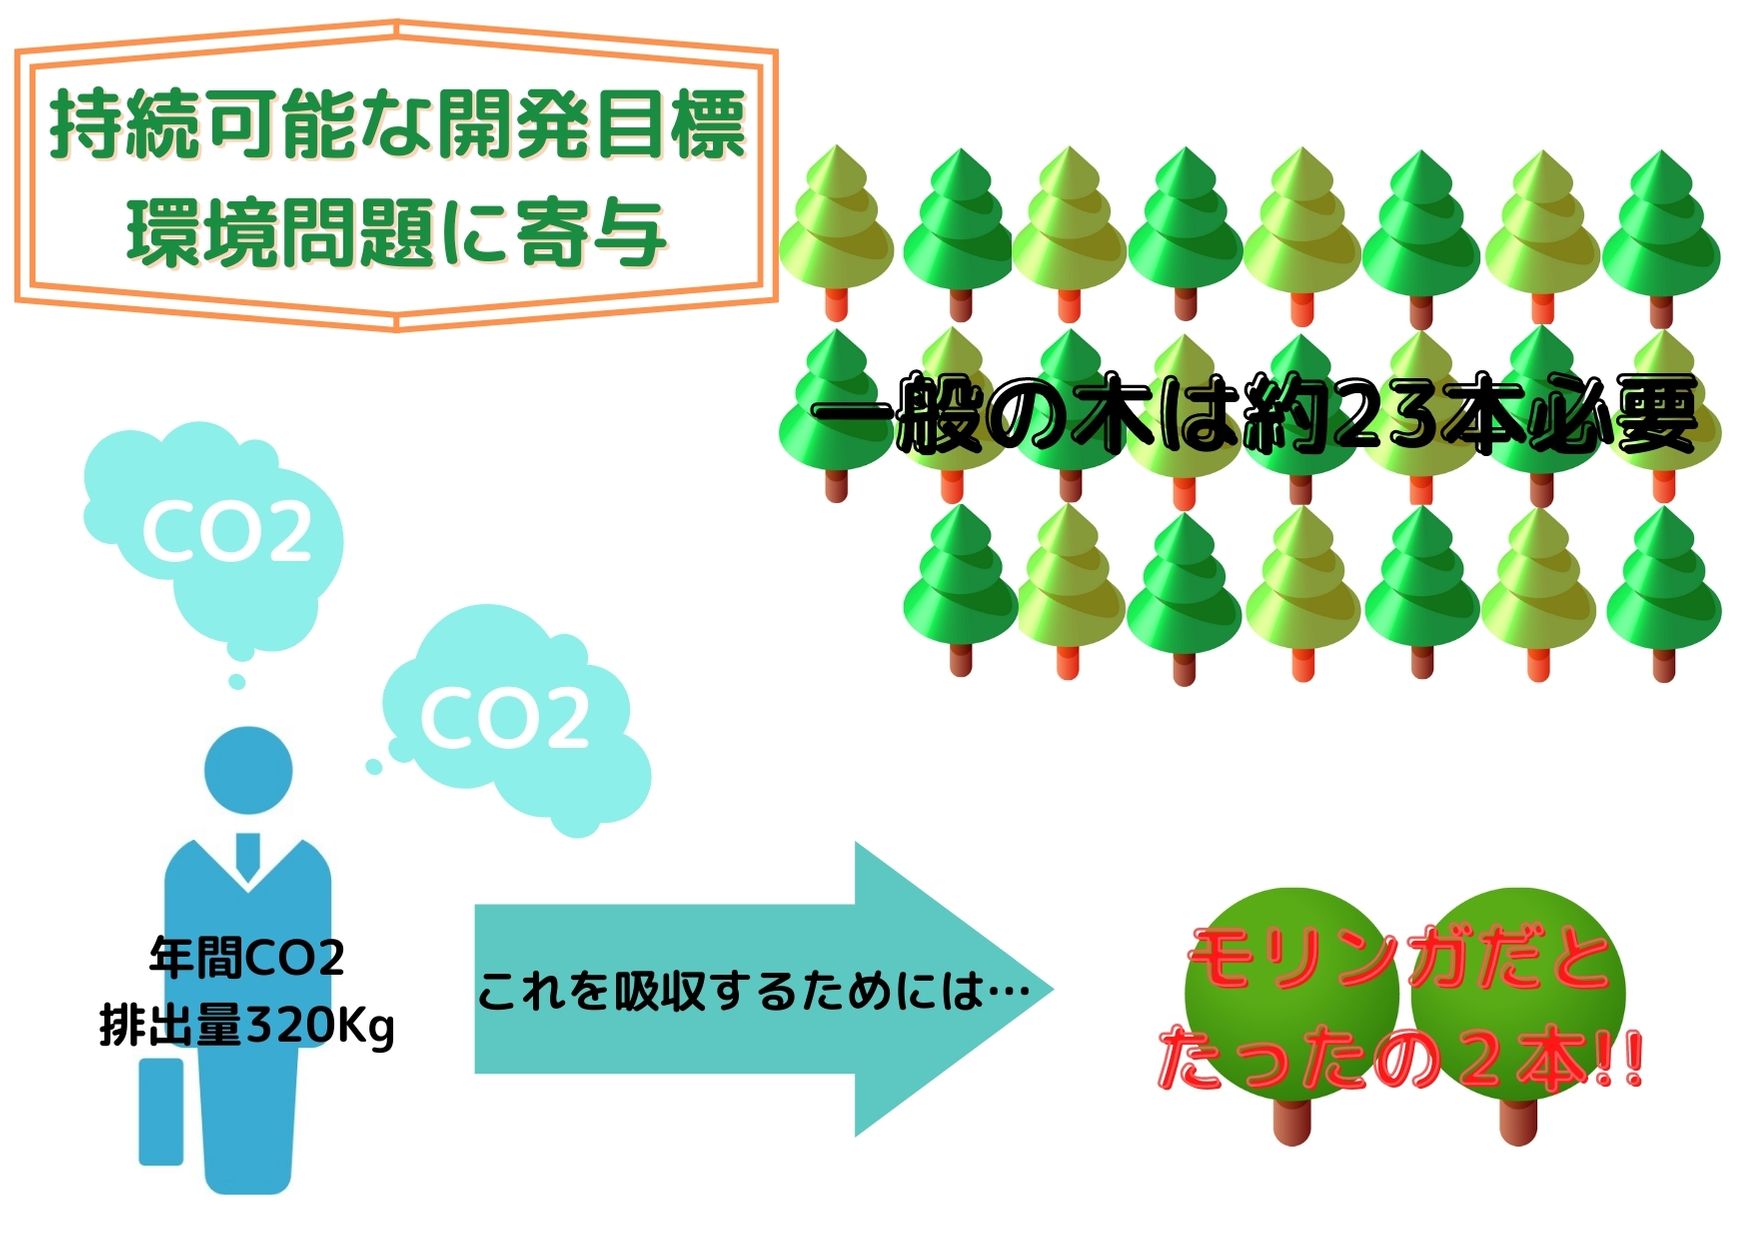 持続可能な開発目標
環境問題に寄与
一般の木は約23本必要
CO2
CO2
年間CO2
排出量320Kg
これを吸収するためには…
モリンガだと
たったの２本!!